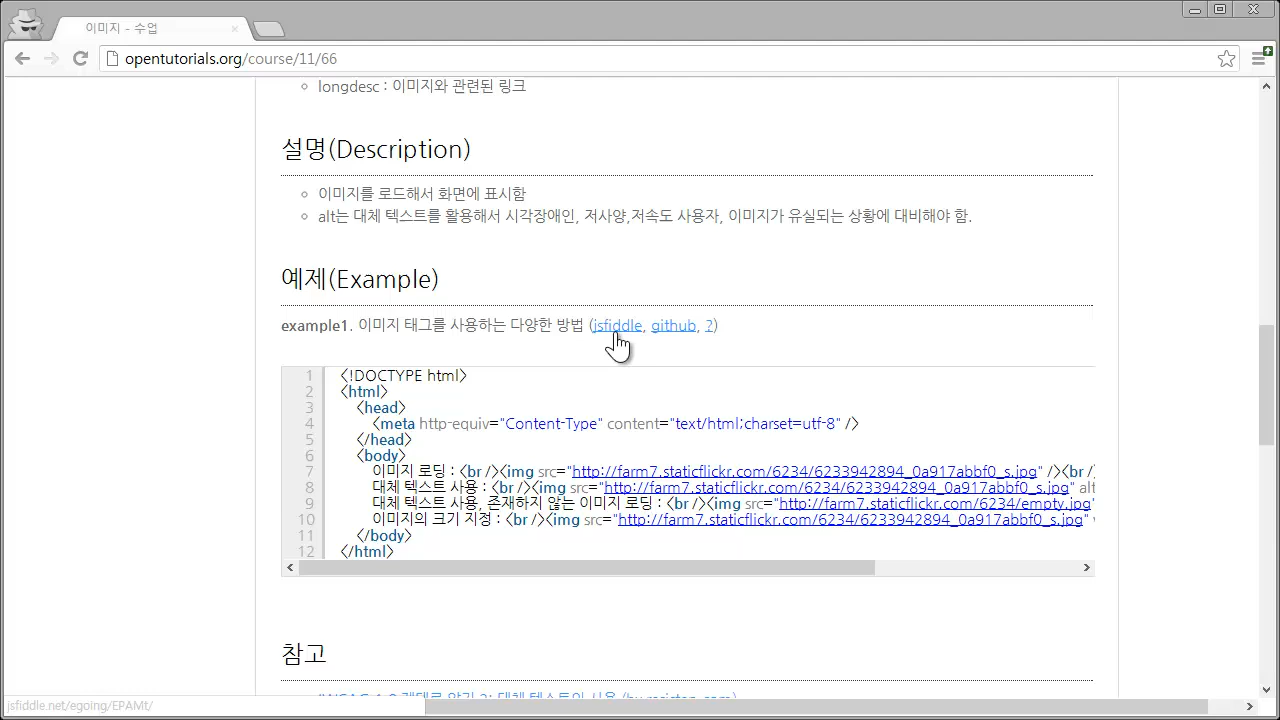 이미지 - 수업
opentutorials.org/course/11/66
longdesc : 이미지와 관련된 링크
설명(Description)
이미지를 로드해서 화면에 표시함
alt는 대체 텍스트를 활용해서 시각장애인, 저사양,저속도 사용자, 이미지가 유실되는 상황에 대비해야 함.
예제(Example)
example1. 이미지 태그를 사용하는 다양한 방법 (jsfiddle, github, ?)
1 <!DOCTYPE html>
2 <html>
3 <head>
4 <meta http-equiv="Content-Type" content="text/html;charset=utf-8" />
5 </head>
6 <body>
7 이미지 로딩 : <br /><img src="http://farm7.staticflickr.com/6234/6233942894_0a917abbf0_s.jpg" /><br /
8 대체 텍스트 사용 : <br /><img src="http://farm7.staticflickr.com/6234/6233942894_0a917abbf0_s.jpg" alt
9 대체 텍스트 사용, 존재하지 않는 이미지 로딩 : <br /><img src="http://farm7.staticflickr.com/6234/empty.jpg"
10 이미지의 크기 지정 : <br /><img src="http://farm7.staticflickr.com/6234/6233942894_0a917abbf0_s.jpg"
11 </body>
12 </html>
참고
jsfiddle.net/egoing/EPAMt/